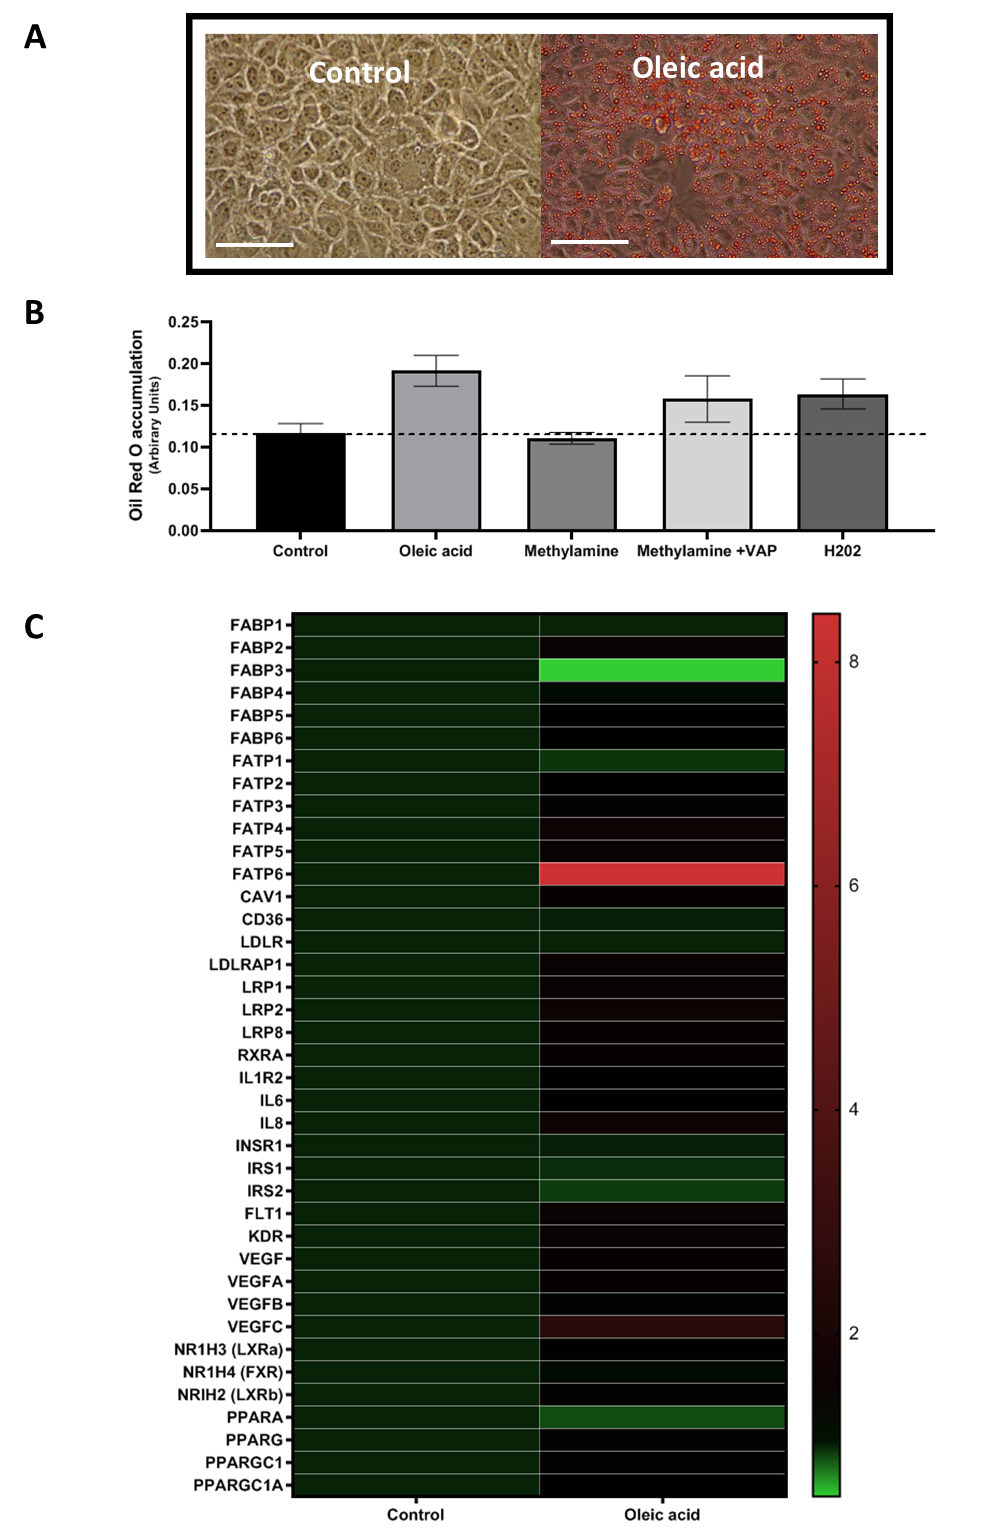 A
Control
Oleic acid
B
Oil Red O accumulation
(Arbirary Units)
0.25
0.20
0.15
0.10
0.05
0.00
Control
Oleic acid
Methylamine
Methylamine +VAP
H202
C
FABP1
FABP2
FABP3
FABP4
FABP5
FABP6
FATP1
FATP2
FATP3
FATP4
FATP5
FATP6
CAV1
CD36
LDLR
LDLRAP1
LRP1
LRP2
LRP8
RXRA
IL1R2
IL6
IL8
INSR1
IRS1
IRS2
FLT1
KDR
VEGF
VEGFA
VEGFB
VEGFC
NR1H3 (LXRa)
NR1H4 (FXR)
NRIH2 (LXRb)
PPARA
PPARG
PPARGC1
PPARGC1A
Control
Oleic acid
8
6
4
2